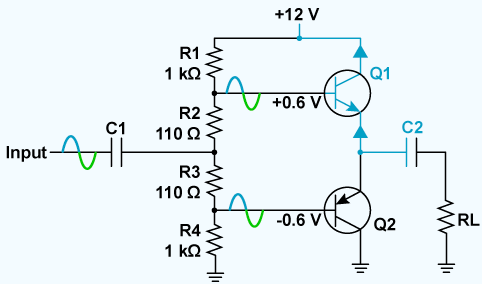 +12 V
R1
1 kΩ
Q1
+0.6 V
R2
110 Ω
C1
C2
Input
R3
110 Ω
-0.6 V
Q2
RL
R4
1 kΩ